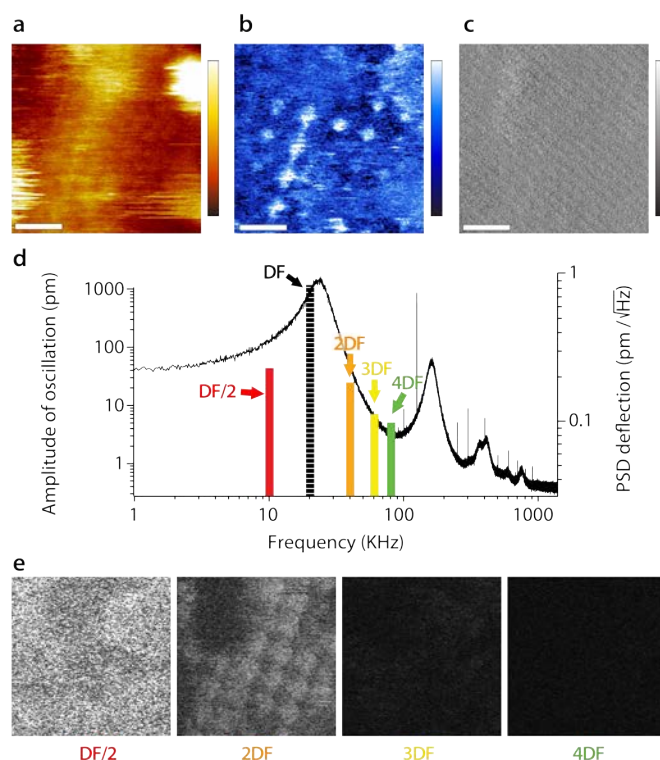 a
b
c
d
DF
1000
100
10
1
Amplitude of oscillation (pm)
DF/2
2DF
3DF
4DF
1
0.1
PSD deflection (pm /√Hz)
1
10
100
1000
Frequency (KHz)
e
DF/2
2DF
3DF
4DF